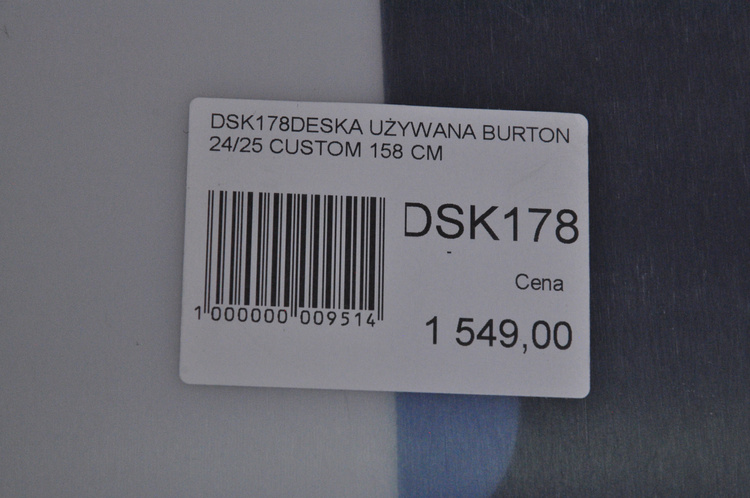 DSK178DESKA UŻYWANA BURTON
24/25 CUSTOM 158 CM
DSK178
-
Cena
1 549,00
1 000000 009514